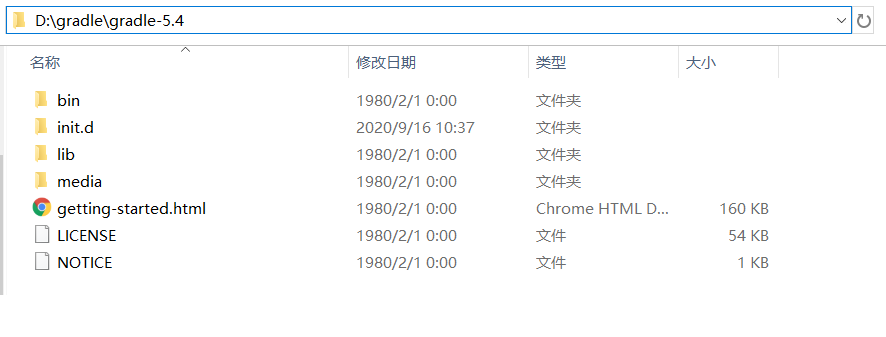 D:\gradle\gradle-5.4
名称 修改日期 类型 大小
bin 1980/2/1 0:00 文件夹
init.d 2020/9/16 10:37 文件夹
lib 1980/2/1 0:00 文件夹
media 1980/2/1 0:00 文件夹
getting-started.html 1980/2/1 0:00 Chrome HTML D... 160 KB
LICENSE 1980/2/1 0:00 文件 54 KB
NOTICE 1980/2/1 0:00 文件 1 KB